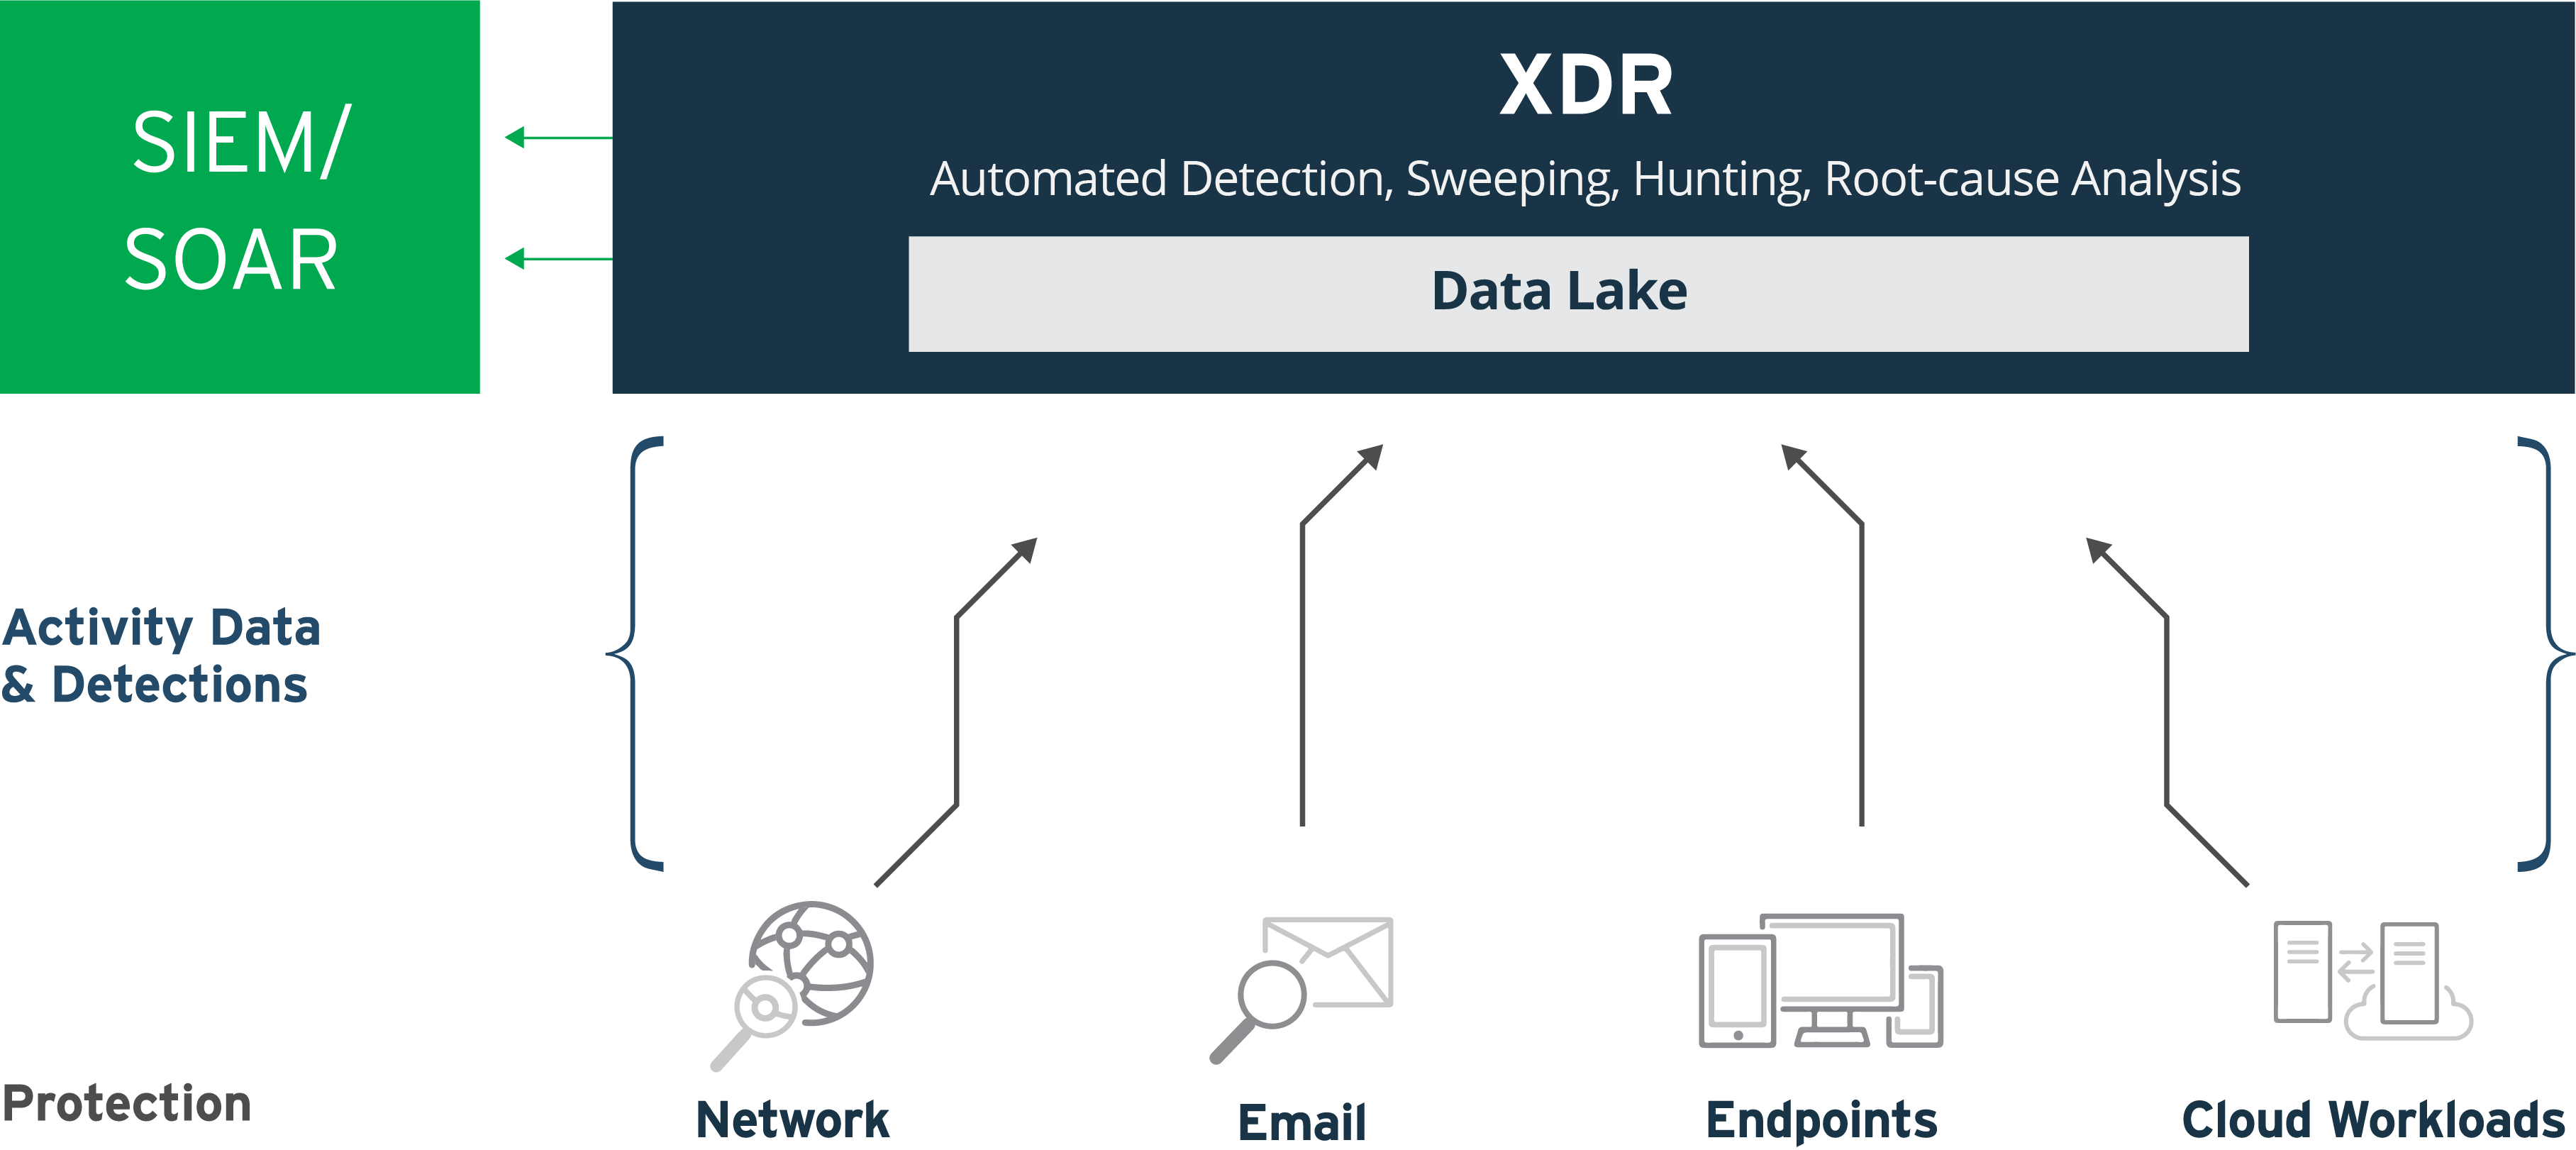 SIEM/
SOAR
XDR
Automated Detection, Sweeping, Hunting, Root-cause Analysis
Data Lake
Activity Data
& Detections
Protection
Network
Email
Endpoints
Cloud Workloads